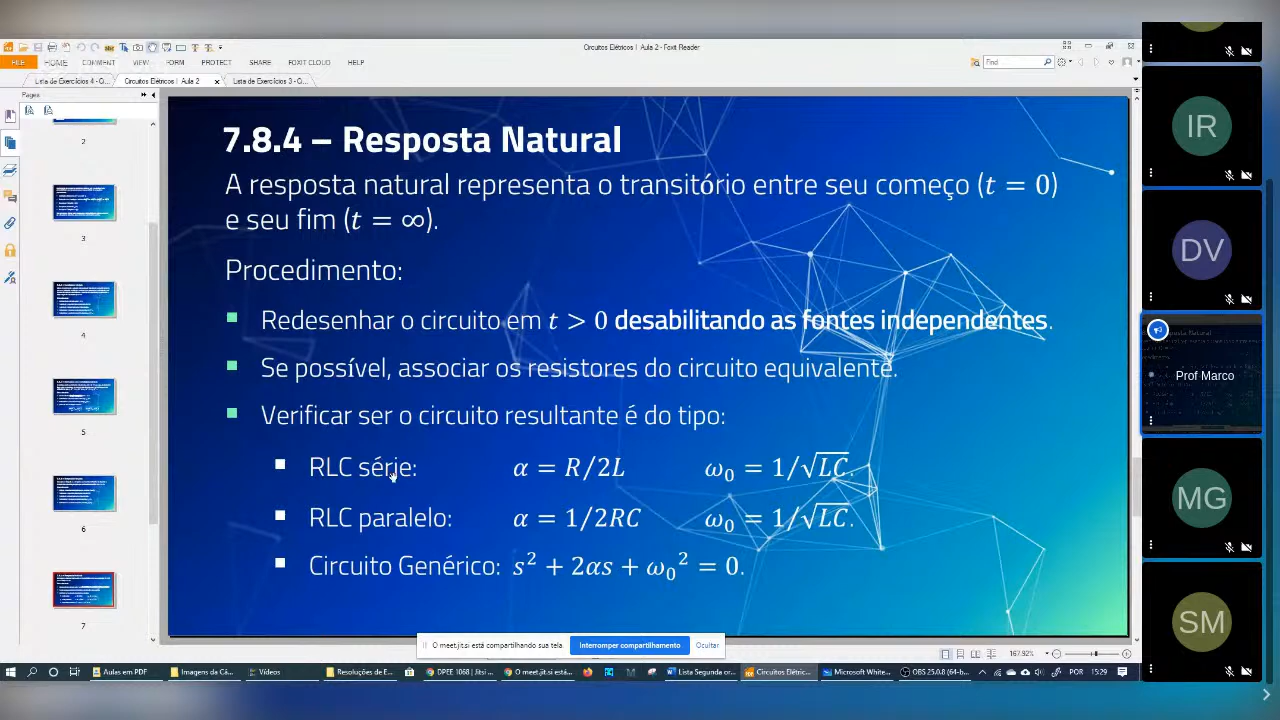 Circuitos Elétricos I Aula 2 - Foxit Reader
FILE HOME COMMENT VIEW FORM PROTECT SHARE FOXIT CLOUD HELP
Find
Lista de Exercícios 4 - C... Circuitos Elétricos I Aula 2 Lista de Exercícios 3 - C...
Pages
2
3
4
5
6
7
7.8.4 – Resposta Natural
A resposta natural representa o transitório entre seu começo (t = 0)
e seu fim (t = ∞).
Procedimento:
Redesenhar o circuito em t > 0 desabilitando as fontes independentes.
Se possível, associar os resistores do circuito equivalente.
Verificar ser o circuito resultante é do tipo:
RLC série: α = R/2L ω₀ = 1/√LC.
RLC paralelo: α = 1/2RC ω₀ = 1/√LC.
Circuito Genérico: s² + 2αs + ω₀² = 0.
IR
DV
Prof Marco
MG
SM
O meet.jit.si está compartilhando sua tela. Interromper compartilhamento Ocultar
167.92%
Aulas em PDF Imagens da Câ... Vídeos Resoluções de E... DPEE 1068 | Jitsi ... O meet.jit.si está... Lista Segunda or... Circuitos Elétric... Microsoft White... OBS 25.0.8 (64-b... POR 15:29